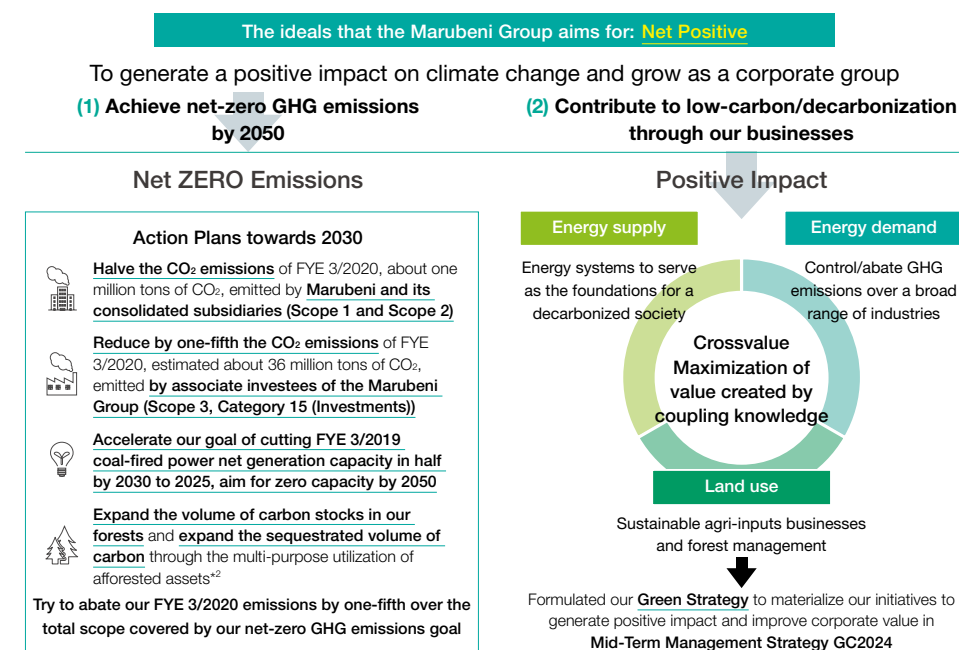 The ideals that the Marubeni Group aims for: Net Positive
To generate a positive impact on climate change and grow as a corporate group
(1) Achieve net-zero GHG emissions
by 2050
Net ZERO Emissions
Action Plans towards 2030
Halve the CO₂ emissions of FYE 3/2020, about one
million tons of CO₂, emitted by Marubeni and its
consolidated subsidiaries (Scope 1 and Scope 2)
Reduce by one-fifth the CO₂ emissions of FYE
3/2020, estimated about 36 million tons of CO₂,
emitted by associate investees of the Marubeni
Group (Scope 3, Category 15 (Investments))
Accelerate our goal of cutting FYE 3/2019
coal-fired power net generation capacity in half
by 2030 to 2025, aim for zero capacity by 2050
Expand the volume of carbon stocks in our
forests and expand the sequestrated volume of
carbon through the multi-purpose utilization of
afforested assets*²
Try to abate our FYE 3/2020 emissions by one-fifth over the
total scope covered by our net-zero GHG emissions goal
(2) Contribute to low-carbon/decarbonization
through our businesses
Positive Impact
Energy supply
Energy systems to serve
as the foundations for a
decarbonized society
Energy demand
Control/abate GHG
emissions over a broad
range of industries
Crossvalue
Maximization of
value created by
coupling knowledge
Land use
Sustainable agri-inputs businesses
and forest management
Formulated our Green Strategy to materialize our initiatives to
generate positive impact and improve corporate value in
Mid-Term Management Strategy GC2024